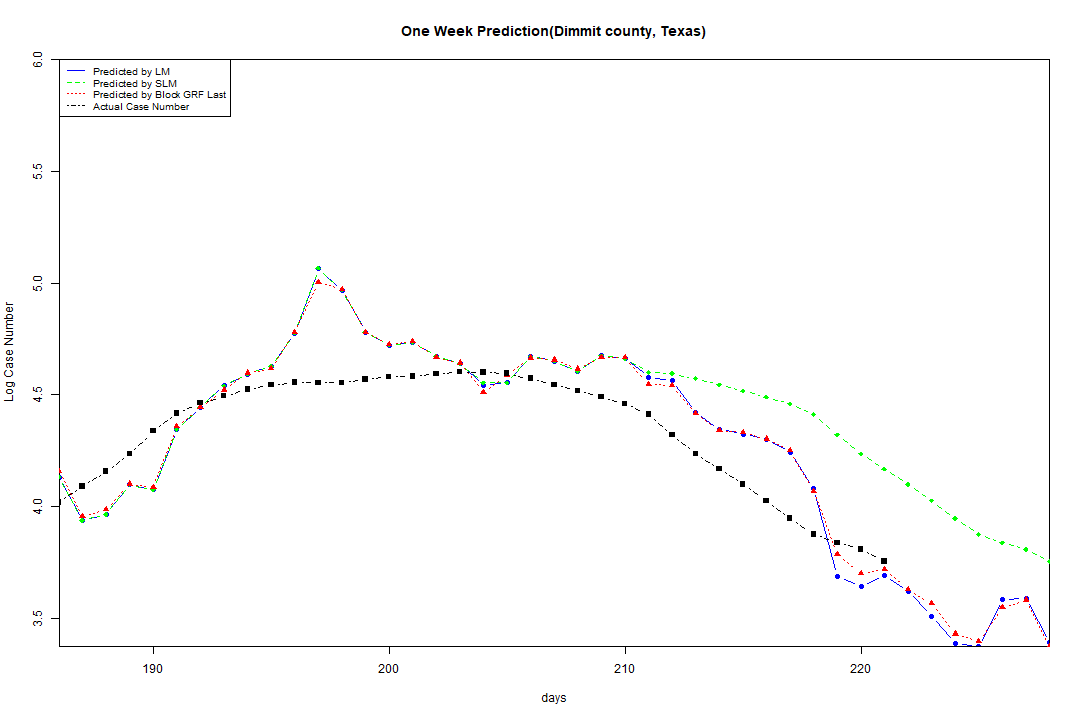 One Week Prediction(Dimmit county, Texas)
Predicted by LM
Predicted by SLM
Predicted by Block GRF Last
Actual Case Number
6.0
5.5
5.0
4.5
4.0
3.5
Log Case Number
190 200 210 220
days